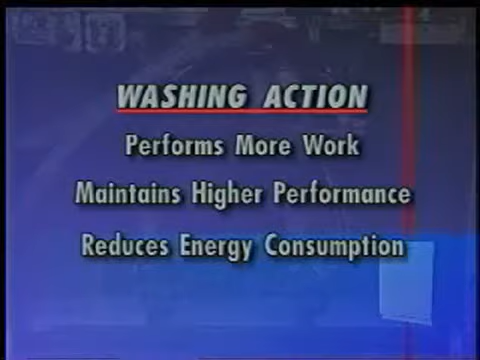 WASHING ACTION
Performs More Work
Maintains Higher Performance
Reduces Energy Consumption